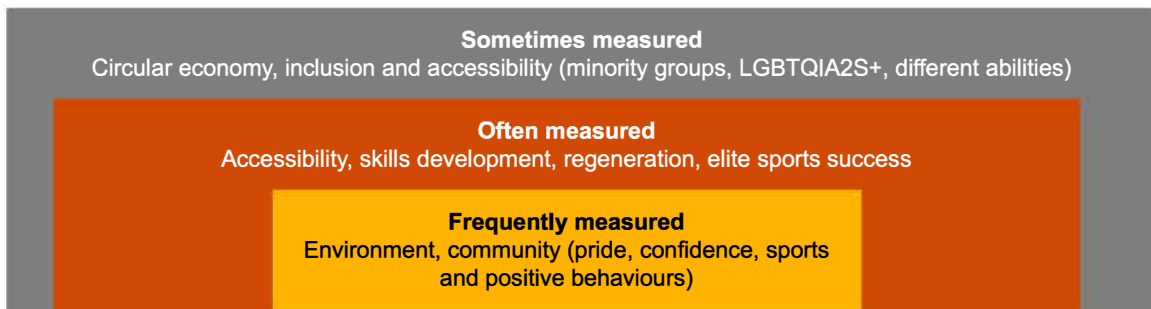 Sometimes measured
Circular economy, inclusion and accessibility (minority groups, LGBTQIA2S+, different abilities)
Often measured
Accessibility, skills development, regeneration, elite sports success
Frequently measured
Environment, community (pride, confidence, sports
and positive behaviours)